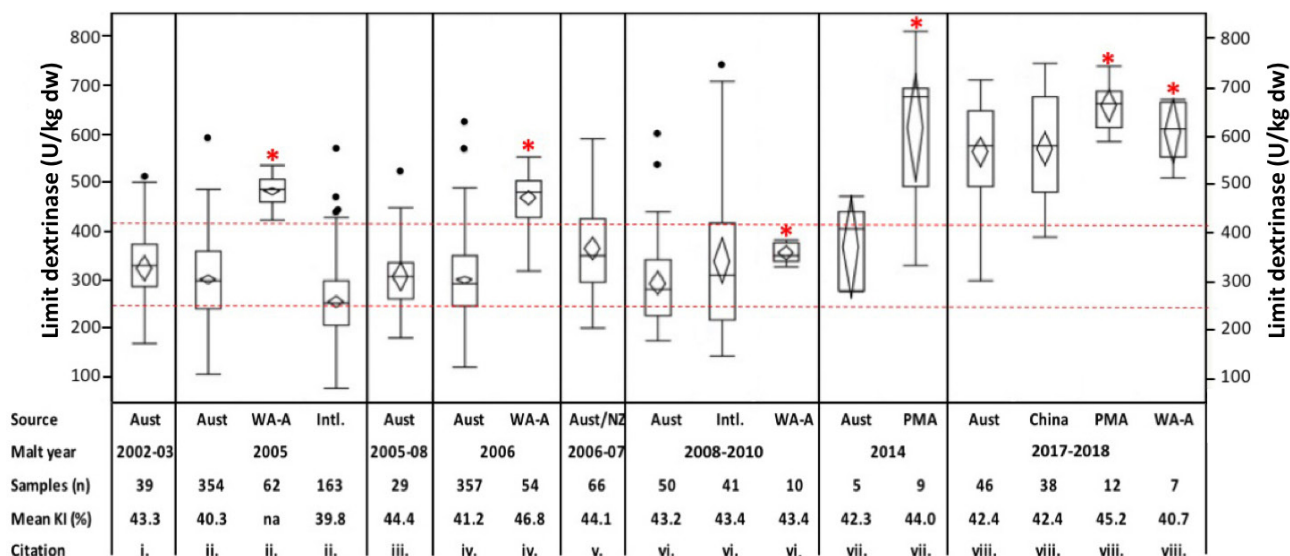 Limit dextrinase (U/kg dw)
800
700
600
500
400
300
200
100
* * * * * *
800
700
600
500
400
300
200
100
Limit dextrinase (U/kg dw)
Source Aust Aust WA-A Intl. Aust Aust WA-A Aust/NZ Aust Intl. WA-A Aust PMA Aust China PMA WA-A
Malt year 2002-03 2005 2005-08 2006 2006-07 2008-2010 2014 2017-2018
Samples (n) 39 354 62 163 29 357 54 66 50 41 10 5 9 46 38 12 7
Mean KI (%) 43.3 40.3 na 39.8 44.4 41.2 46.8 44.1 43.2 43.4 43.4 42.3 44.0 42.4 42.4 45.2 40.7
Citation i. ii. ii. ii. iii. iv. iv. v. vi. vi. vi. vii. vii. viii. viii. viii. viii.